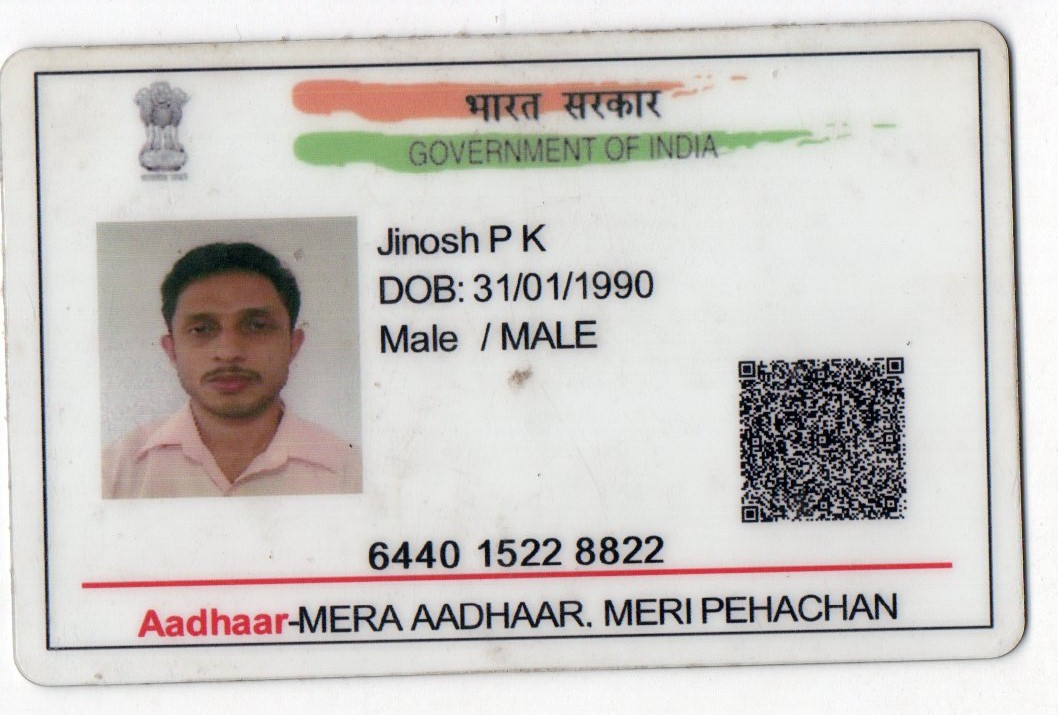 भारत सरकार
GOVERNMENT OF INDIA
Jinosh P K
DOB: 31/01/1990
Male / MALE
6440 1522 8822
Aadhaar-MERA AADHAAR. MERI PEHACHAN